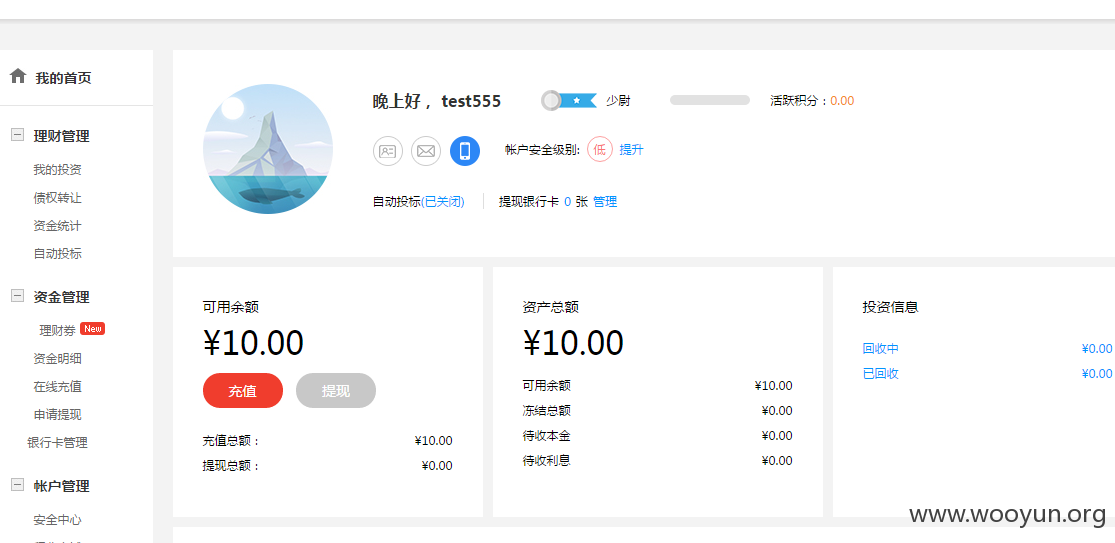 我的首页
理财管理
我的投资
债权转让
资金统计
自动投标
资金管理
理财券 New
资金明细
在线充值
申请提现
银行卡管理
帐户管理
安全中心
晚上好， test555 少尉 活跃积分：0.00
帐户安全级别: 低 提升
自动投标(已关闭) 提现银行卡 0 张 管理
可用余额
¥10.00
充值 提现
充值总额： ¥10.00
提现总额： ¥0.00
资产总额
¥10.00
可用余额 ¥10.00
冻结总额 ¥0.00
待收本金 ¥0.00
待收利息 ¥0.00
投资信息
回收中 ¥0.00
已回收 ¥0.00
www.wooyun.org